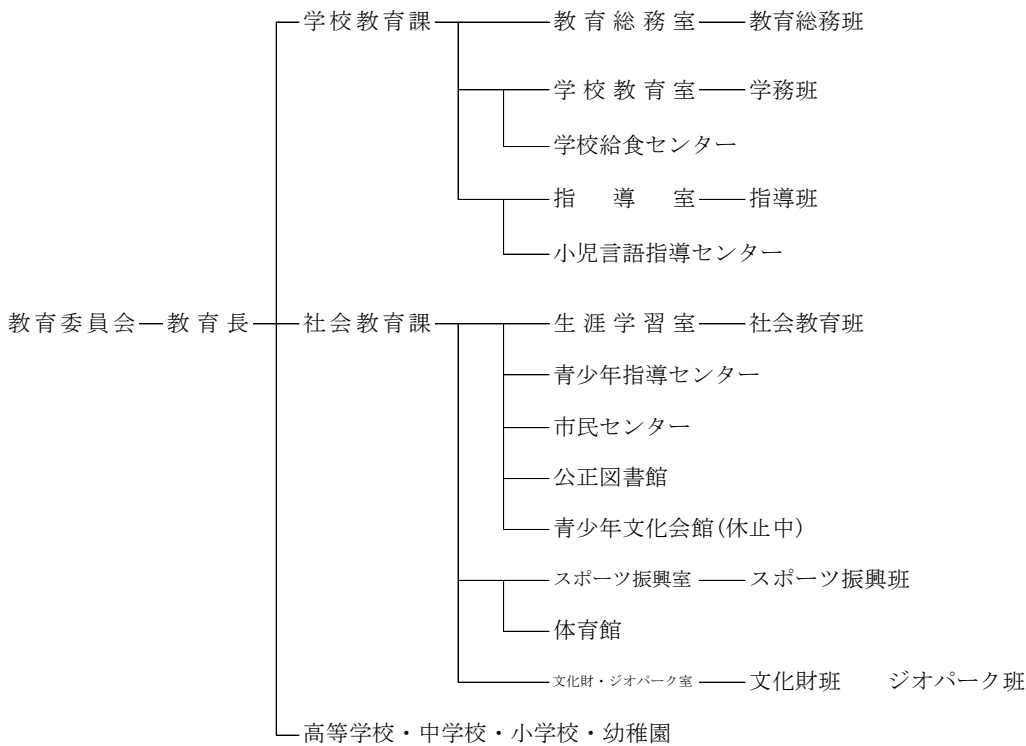 学校教育課 教育総務室 教育総務班
学校教育室 学務班
学校給食センター
指導室 指導班
小児言語指導センター
教育委員会 教育長 社会教育課 生涯学習室 社会教育班
青少年指導センター
市民センター
公正図書館
青少年文化会館(休止中)
スポーツ振興室 スポーツ振興班
体育館
文化財・ジオパーク室 文化財班 ジオパーク班
高等学校・中学校・小学校・幼稚園